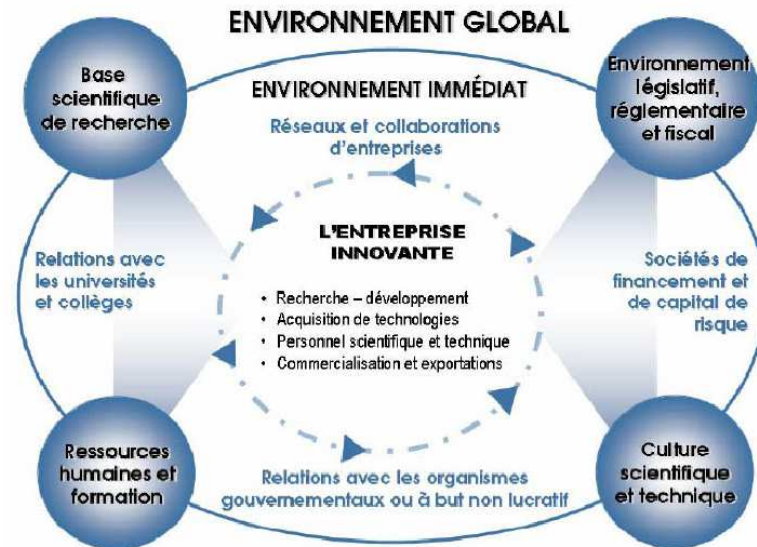 ENVIRONNEMENT GLOBAL
Base
scientifique
de recherche
Environnement
législatif,
réglementaire
et fiscal
ENVIRONNEMENT IMMÉDIAT
Réseaux et collaborations
d'entreprises
L'ENTREPRISE
INNOVANTE
• Recherche – développement
• Acquisition de technologies
• Personnel scientifique et technique
• Commercialisation et exportations
Relations avec
les universités
et collèges
Sociétés de
financement et
de capital de
risque
Ressources
humaines et
formation
Relations avec les organismes
gouvernementaux ou à but non lucratif
Culture
scientifique
et technique